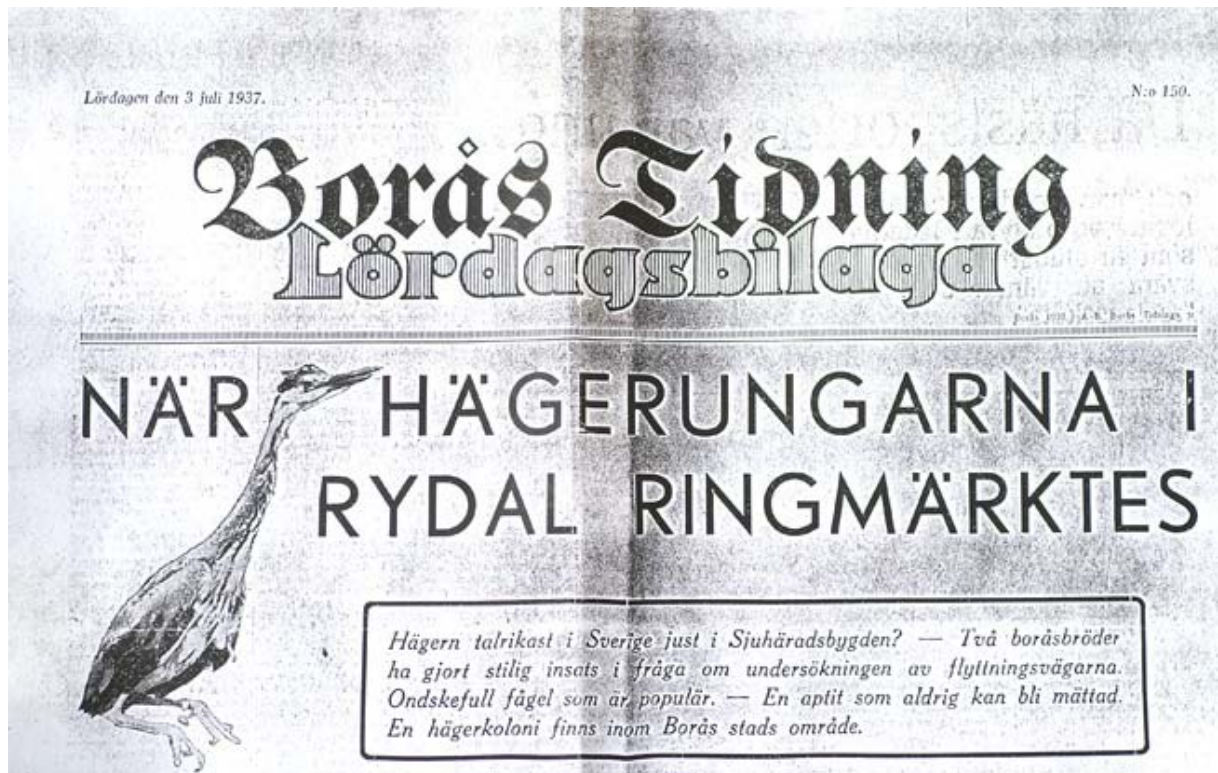 Lördagen den 3 juli 1937.
N:o 150.
Borås Tidning
Lördagsbilaga
A.-B. Borås Tidning
NÄR HÄGERUNGARNA I
RYDAL RINGMÄRKTES
Hägern talrikast i Sverige just i Sjuhäradsbygden? — Två boråsbröder
ha gjort stilig insats i fråga om undersökningen av flyttningsvägarna.
Ondskefull fågel som är populär. — En aptit som aldrig kan bli mättad.
En hägerkoloni finns inom Borås stads område.